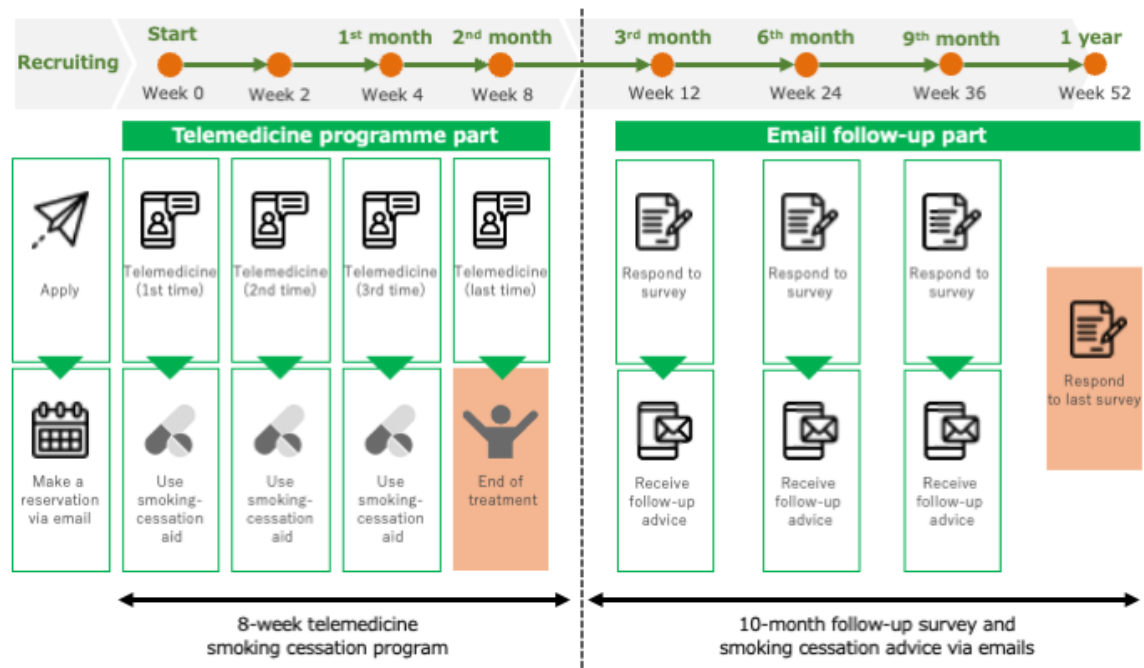 Recruiting
Start
1st month
2nd month
3rd month
6th month
9th month
1 year
Week 0
Week 2
Week 4
Week 8
Week 12
Week 24
Week 36
Week 52
Telemedicine programme part
Email follow-up part
Apply
Telemedicine
(1st time)
Telemedicine
(2nd time)
Telemedicine
(3rd time)
Telemedicine
(last time)
Respond to
survey
Respond to
survey
Respond to
survey
Respond
to last survey
Make a
reservation
via email
Use
smoking-
cessation
aid
Use
smoking-
cessation
aid
Use
smoking-
cessation
aid
End of
treatment
Receive
follow-up
advice
Receive
follow-up
advice
Receive
follow-up
advice
8-week telemedicine
smoking cessation program
10-month follow-up survey and
smoking cessation advice via emails